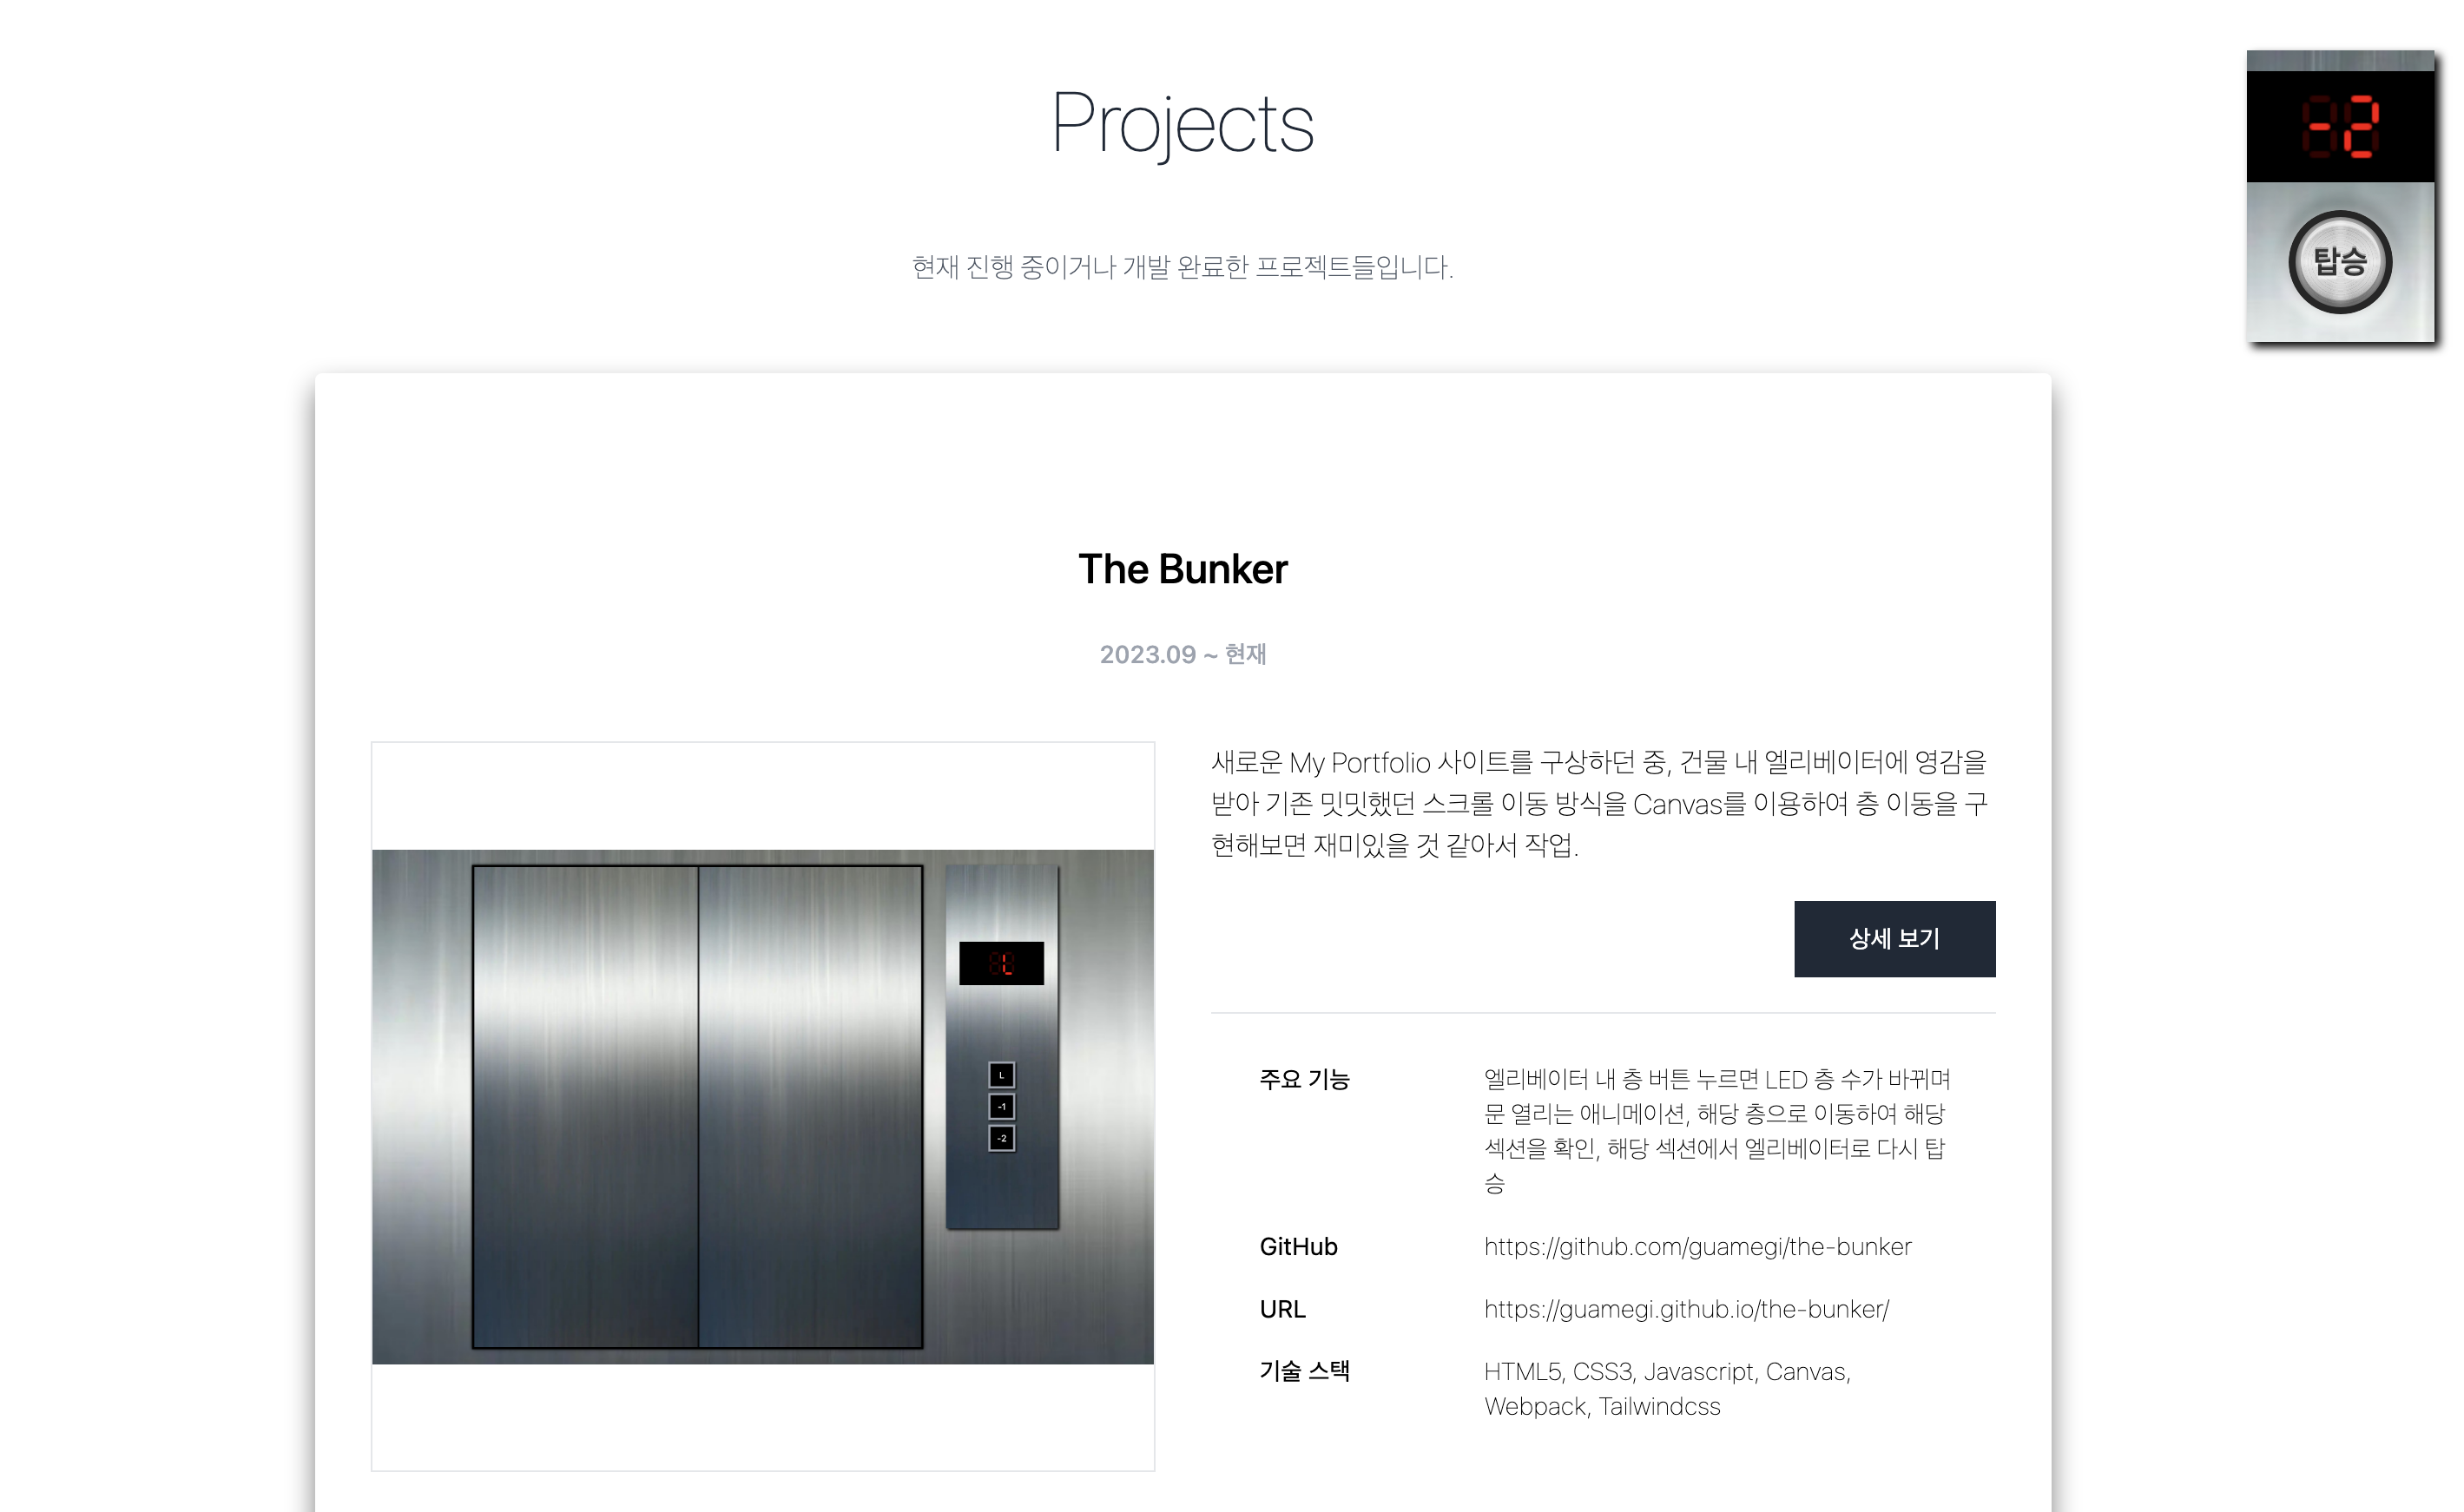 Projects
-2
탑승
현재 진행 중이거나 개발 완료한 프로젝트들입니다.
The Bunker
2023.09 ~ 현재
새로운 My Portfolio 사이트를 구상하던 중, 건물 내 엘리베이터에 영감을
받아 기존 밋밋했던 스크롤 이동 방식을 Canvas를 이용하여 층 이동을 구
현해보면 재미있을 것 같아서 작업.
상세 보기
L
L
-1
-2
주요 기능
엘리베이터 내 층 버튼 누르면 LED 층 수가 바뀌며
문 열리는 애니메이션, 해당 층으로 이동하여 해당
섹션을 확인, 해당 섹션에서 엘리베이터로 다시 탑
승
GitHub
https://github.com/guamegi/the-bunker
URL
https://guamegi.github.io/the-bunker/
기술 스택
HTML5, CSS3, Javascript, Canvas,
Webpack, Tailwindcss